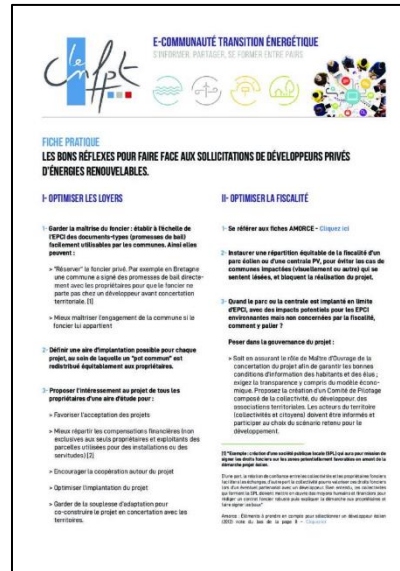 le
cnfpt
E-COMMUNAUTÉ TRANSITION ÉNERGÉTIQUE
S'INFORMER, PARTAGER, SE FORMER ENTRE PAIRS
FICHE PRATIQUE
LES BONS RÉFLEXES POUR FAIRE FACE AUX SOLLICITATIONS DE DÉVELOPPEURS PRIVÉS
D'ÉNERGIES RENOUVELABLES.
I- OPTIMISER LES LOYERS
1- Garder la maîtrise du foncier : établir à l'échelle de
l'EPCI des documents-types (promesses de bail)
facilement utilisables par les communes. Ainsi elles
peuvent :
> "Réserver" le foncier privé. Par exemple en Bretagne
une commune a signé des promesses de bail directe-
ment avec les propriétaires pour que le foncier ne
parte pas chez un développeur avant concertation
territoriale. [1]
> Mieux maîtriser l'engagement de la commune si le
foncier lui appartient
2- Définir une aire d'implantation possible pour chaque
projet, au sein de laquelle un "pot commun" est
redistribué équitablement aux propriétaires.
3- Proposer l'intéressement au projet de tous les
propriétaires d'une aire d'étude pour :
> Favoriser l'acceptation des projets
> Mieux répartir les compensations financières (non
exclusives aux seuls propriétaires et exploitants des
parcelles utilisées pour des installations ou des
servitudes) [2]
> Encourager la coopération autour du projet
> Optimiser l'implantation du projet
> Garder de la souplesse d'adaptation pour
co-construire le projet en concertation avec les
territoires.
II- OPTIMISER LA FISCALITÉ
1- Se référer aux fiches AMORCE - Cliquez ici
2- Instaurer une répartition équitable de la fiscalité d'un
parc éolien ou d'une centrale PV, pour éviter les cas de
communes impactées (visuellement ou autre) qui se
sentent lésées, et bloquent la réalisation du projet.
3- Quand le parc ou la centrale est implanté en limite
d'EPCI, avec des impacts potentiels pour les EPCI
environnantes mais non concernées par la fiscalité,
comment y palier ?
Peser dans la gouvernance du projet :
> Soit en assurant le rôle de Maître d'Ouvrage de la
concertation du projet afin de garantir les bonnes
conditions d'information des habitants et des élus ;
exigez la transparence y compris du modèle écono-
mique. Proposez la création d'un Comité de Pilotage
composé de la collectivité, du développeur, des
associations territoriales. Les acteurs du territoire
(collectivités et citoyens) doivent être informés et
participer au choix du scénario retenu pour le
développement.